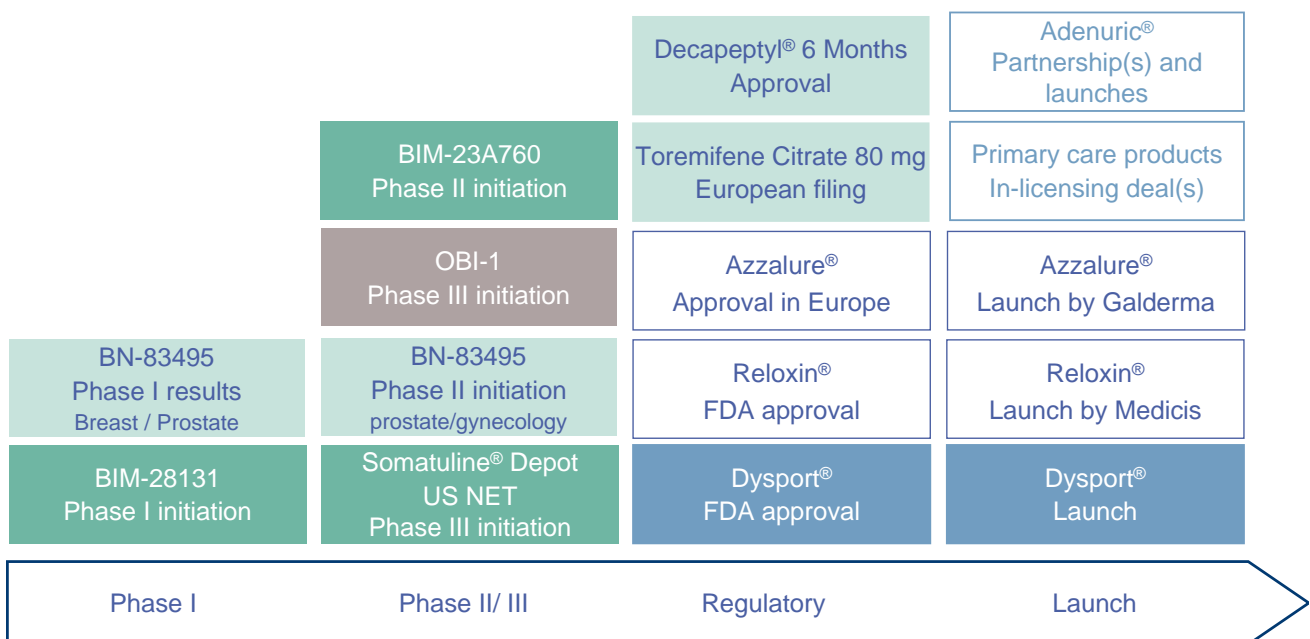 Decapeptyl® 6 Months
Approval
Adenuric®
Partnership(s) and
launches
BIM-23A760
Phase II initiation
Toremifene Citrate 80 mg
European filing
Primary care products
In-licensing deal(s)
OBI-1
Phase III initiation
Azzalure®
Approval in Europe
Azzalure®
Launch by Galderma
BN-83495
Phase I results
Breast / Prostate
BN-83495
Phase II initiation
prostate/gynecology
Reloxin®
FDA approval
Reloxin®
Launch by Medicis
BIM-28131
Phase I initiation
Somatuline® Depot
US NET
Phase III initiation
Dysport®
FDA approval
Dysport®
Launch
Phase I
Phase II/ III
Regulatory
Launch